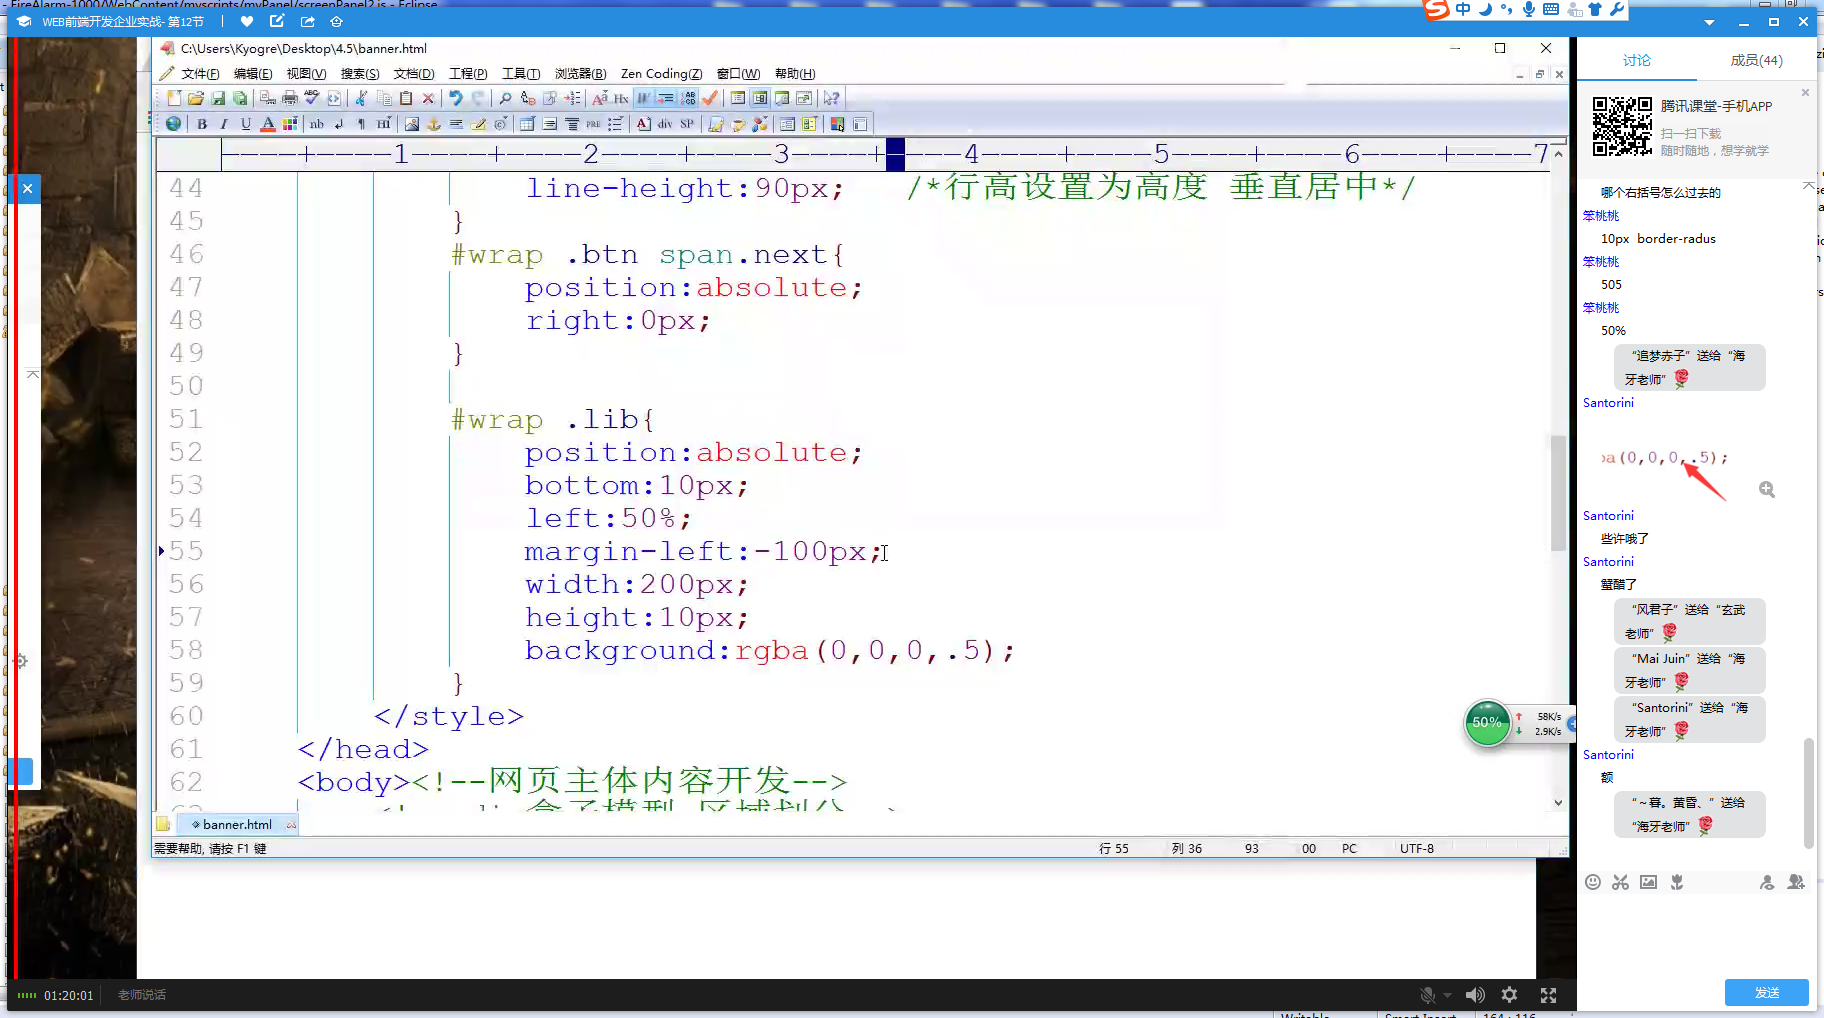 - FireAlarm-1000/WebContent/myscripts/myPanel/screenPanel2.js - Eclipse
WEB前端开发企业实战- 第12节
中
C:\Users\Kyogre\Desktop\4.5\banner.html
文件(F) 编辑(E) 视图(V) 搜索(S) 文档(D) 工程(P) 工具(T) 浏览器(B) Zen Coding(Z) 窗口(W) 帮助(H)
----+----1----+----2----+----3----+----4----+----5----+----6----+----7
44 line-height:90px; /*行高设置为高度 垂直居中*/
45 }
46 #wrap .btn span.next{
47 position:absolute;
48 right:0px;
49 }
50
51 #wrap .lib{
52 position:absolute;
53 bottom:10px;
54 left:50%;
55 margin-left:-100px;
56 width:200px;
57 height:10px;
58 background:rgba(0,0,0,.5);
59 }
60 </style>
61 </head>
62 <body><!--网页主体内容开发-->
banner.html
需要帮助, 请按 F1 键
行 55 列 36 93 00 PC UTF-8
50%
58K/s
2.9K/s
01:20:01 老师说话
讨论 成员(44)
腾讯课堂-手机APP
扫一扫下载
随时随地，想学就学
哪个右括号怎么过去的
笨桃桃
10px border-radus
笨桃桃
505
笨桃桃
50%
“追梦赤子”送给“海
牙老师”
Santorini
ba(0,0,0,.5);
Santorini
些许哦了
Santorini
蟹醋了
“风君子”送给“玄武
老师”
“Mai Juin”送给“海
牙老师”
“Santorini”送给“海
牙老师”
Santorini
额
“～暮。黄昏、”送给
“海牙老师”
发送
Writable Smart Insert 164 : 116